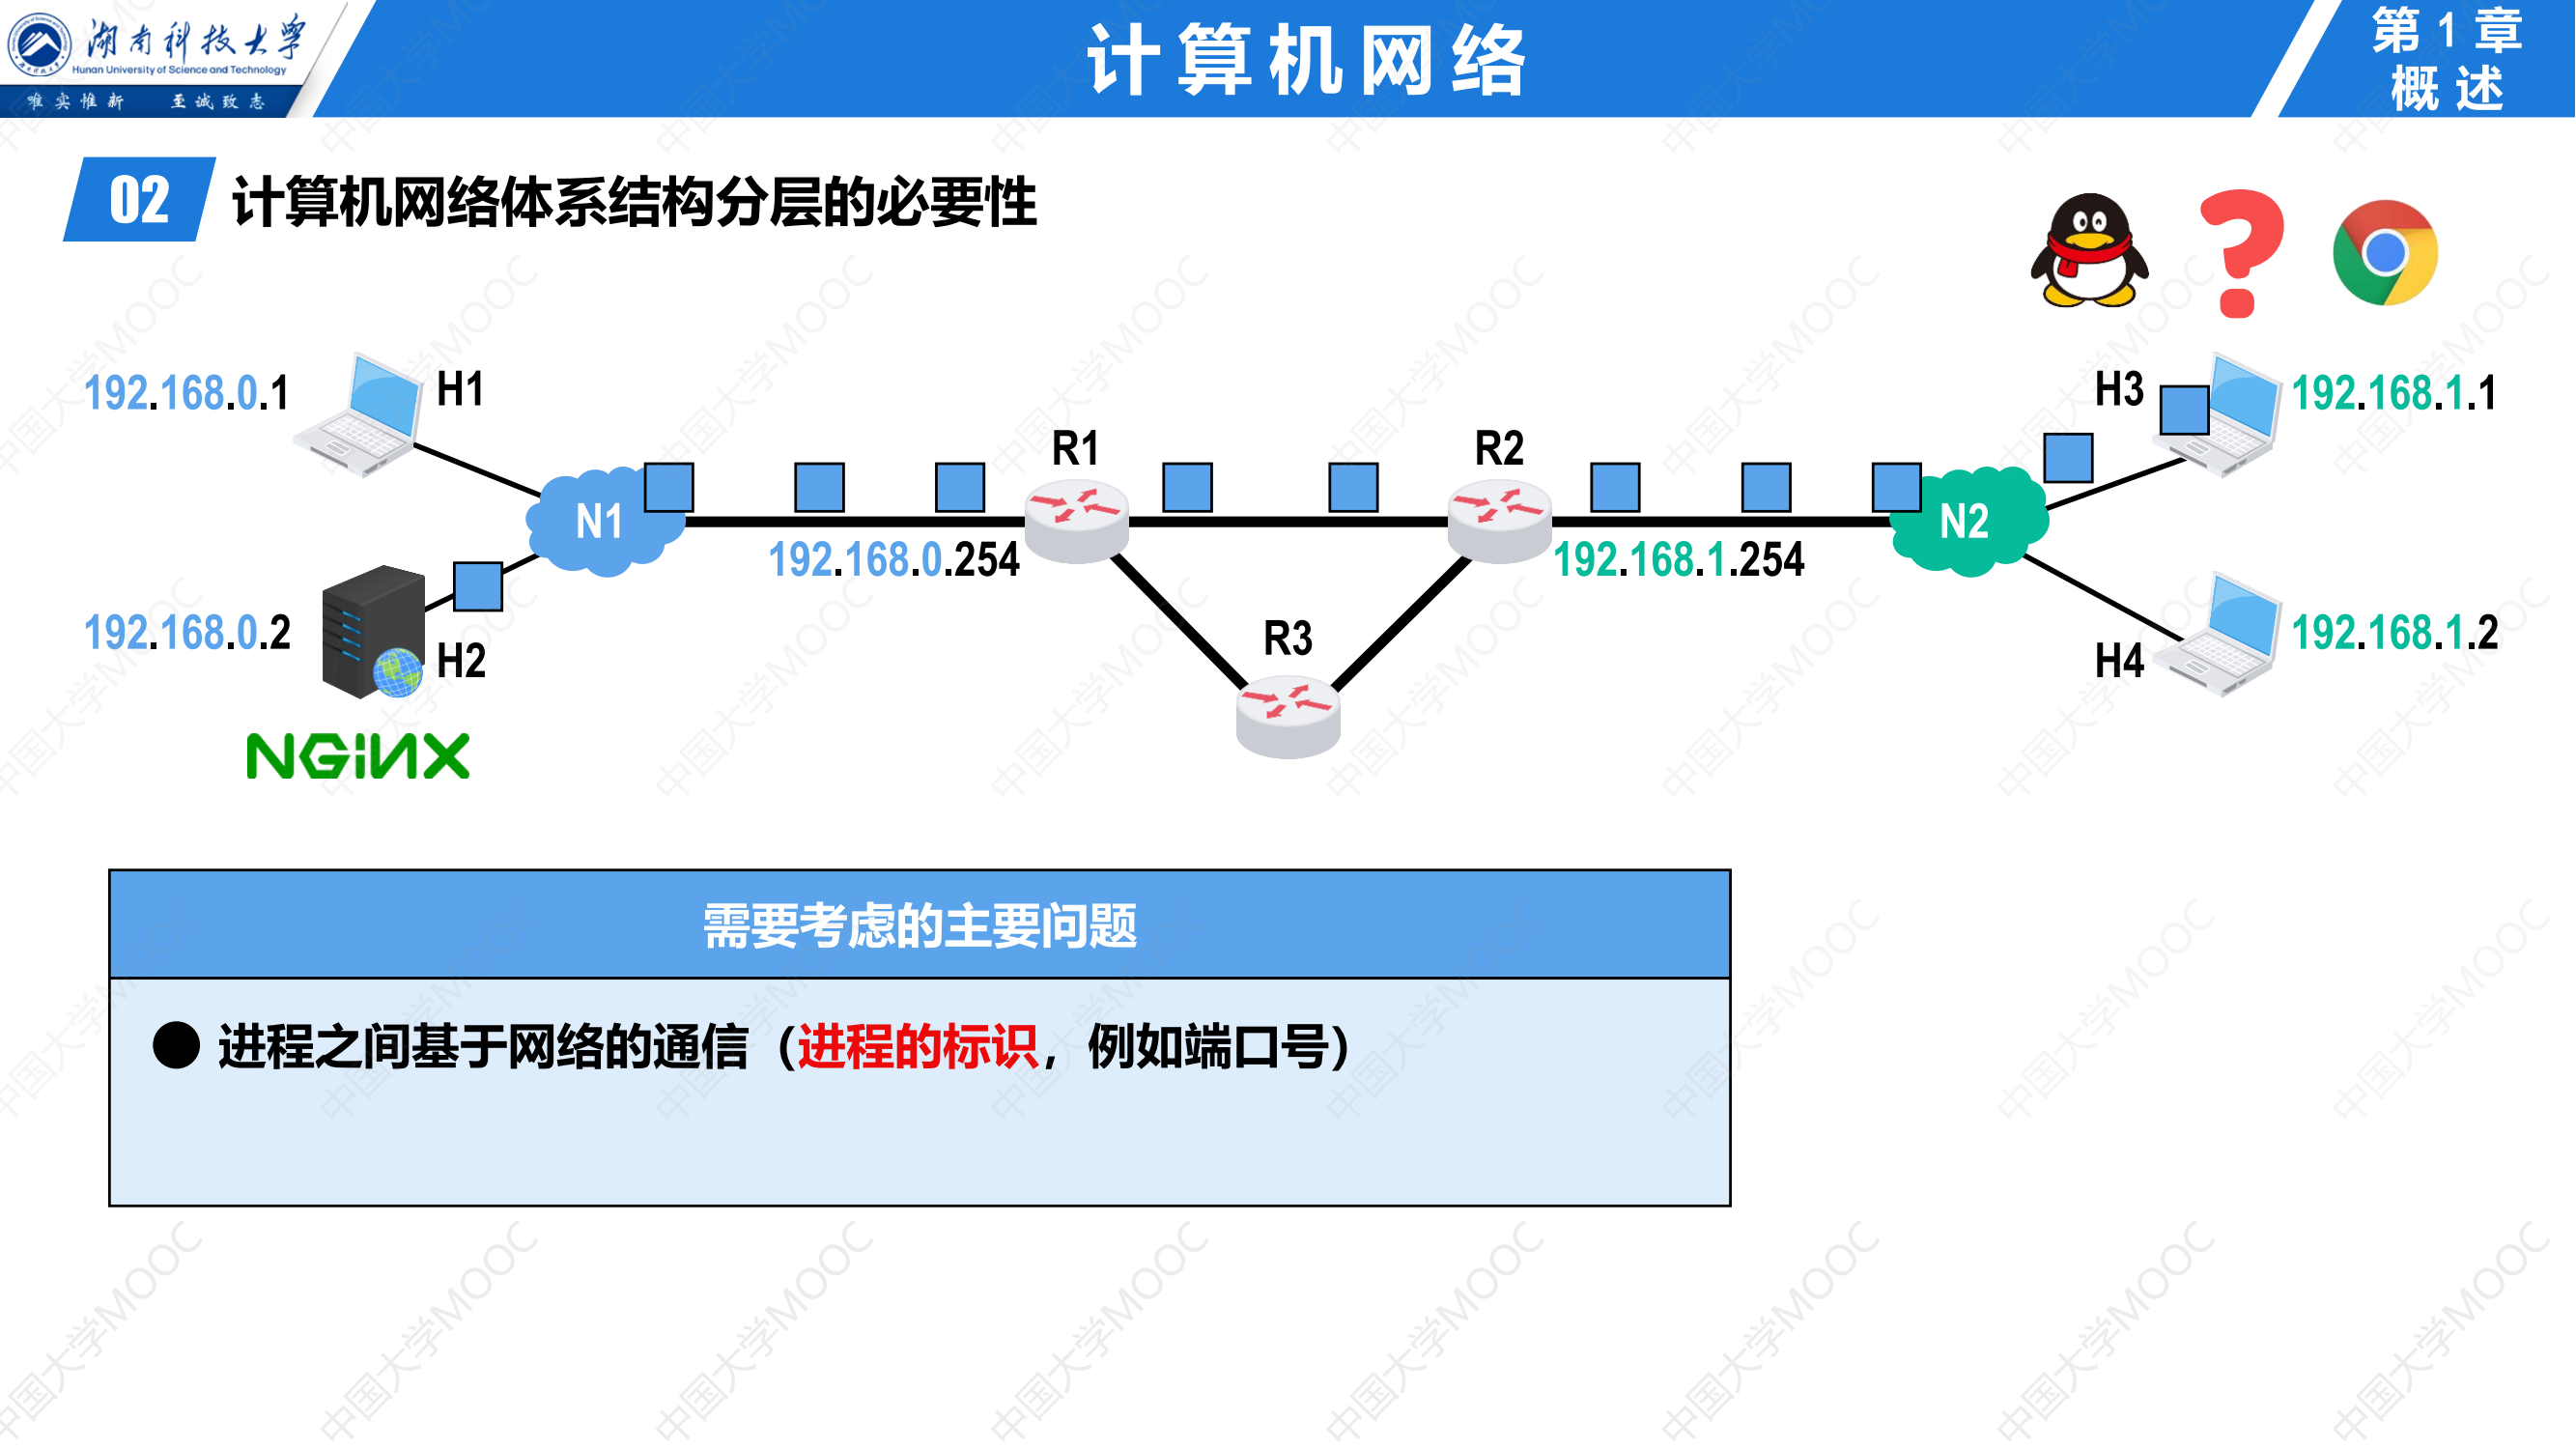 湖南科技大学
Hunan University of Science and Technology
唯实惟新 至诚致志
计算机网络
第1章
概述
02 计算机网络体系结构分层的必要性
192.168.0.1
H1
H3
192.168.1.1
R1
R2
N1
N2
192.168.0.254
192.168.1.254
192.168.0.2
H2
R3
H4
192.168.1.2
NGiNX
需要考虑的主要问题
● 进程之间基于网络的通信（进程的标识，例如端口号）
中国大学MOOC